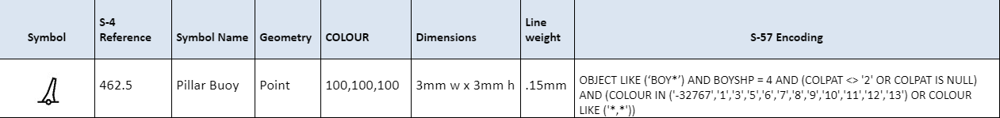 Symbol S-4 Reference Symbol Name Geometry COLOUR Dimensions Line weight S-57 Encoding
462.5 Pillar Buoy Point 100,100,100 3mm w x 3mm h .15mm OBJECT LIKE (‘BOY*’) AND BOYSHP = 4 AND (COLPAT <> '2' OR COLPAT IS NULL)
AND (COLOUR IN ('-32767','1','3','5','6','7','8','9','10','11','12','13') OR COLOUR
LIKE ('*,*'))